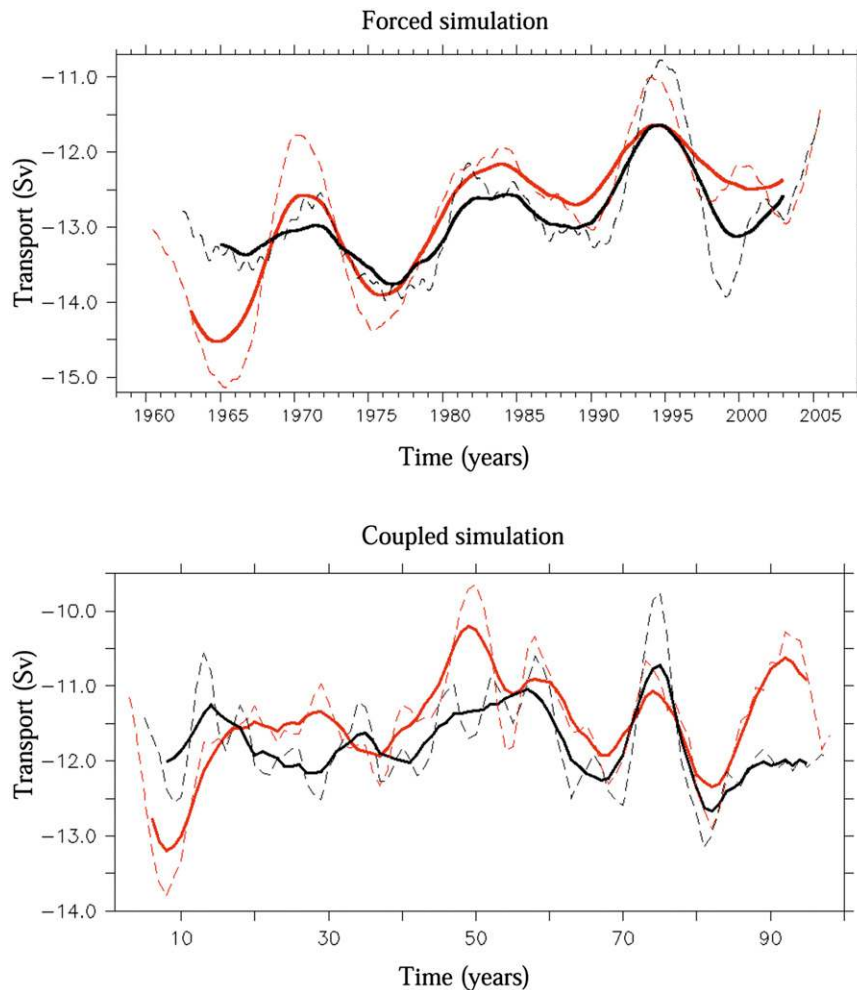 Forced simulation
−11.0
−12.0
−13.0
−14.0
−15.0
Transport (Sv)
1960 1965 1970 1975 1980 1985 1990 1995 2000 2005
Time (years)
Coupled simulation
−10.0
−11.0
−12.0
−13.0
−14.0
Transport (Sv)
10 30 50 70 90
Time (years)